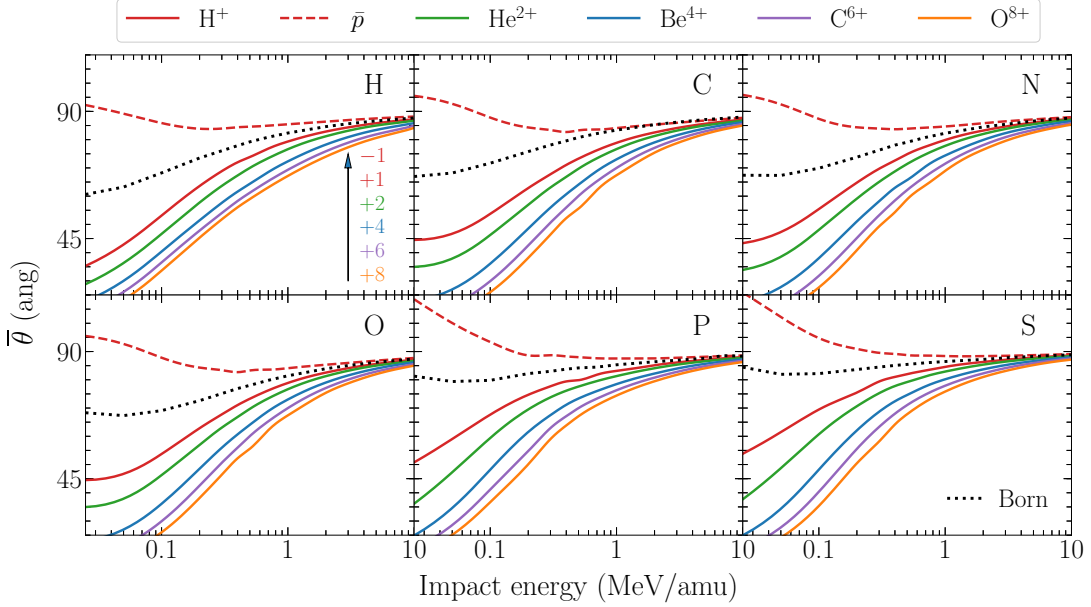 H⁺ p̄ He²⁺ Be⁴⁺ C⁶⁺ O⁸⁺
H C N
90
−1
+1
+2
45
+4
+6
+8
O P S
90
45
Born
0.1 1 10 0.1 1 10 0.1 1 10
θ̅ (ang)
Impact energy (MeV/amu)